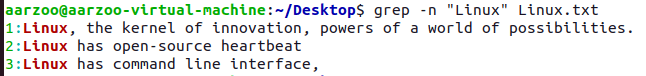 aarzoo@aarzoo-virtual-machine:~/Desktop$ grep -n "Linux" Linux.txt
1:Linux, the kernel of innovation, powers of a world of possibilities.
2:Linux has open-source heartbeat
3:Linux has command line interface,